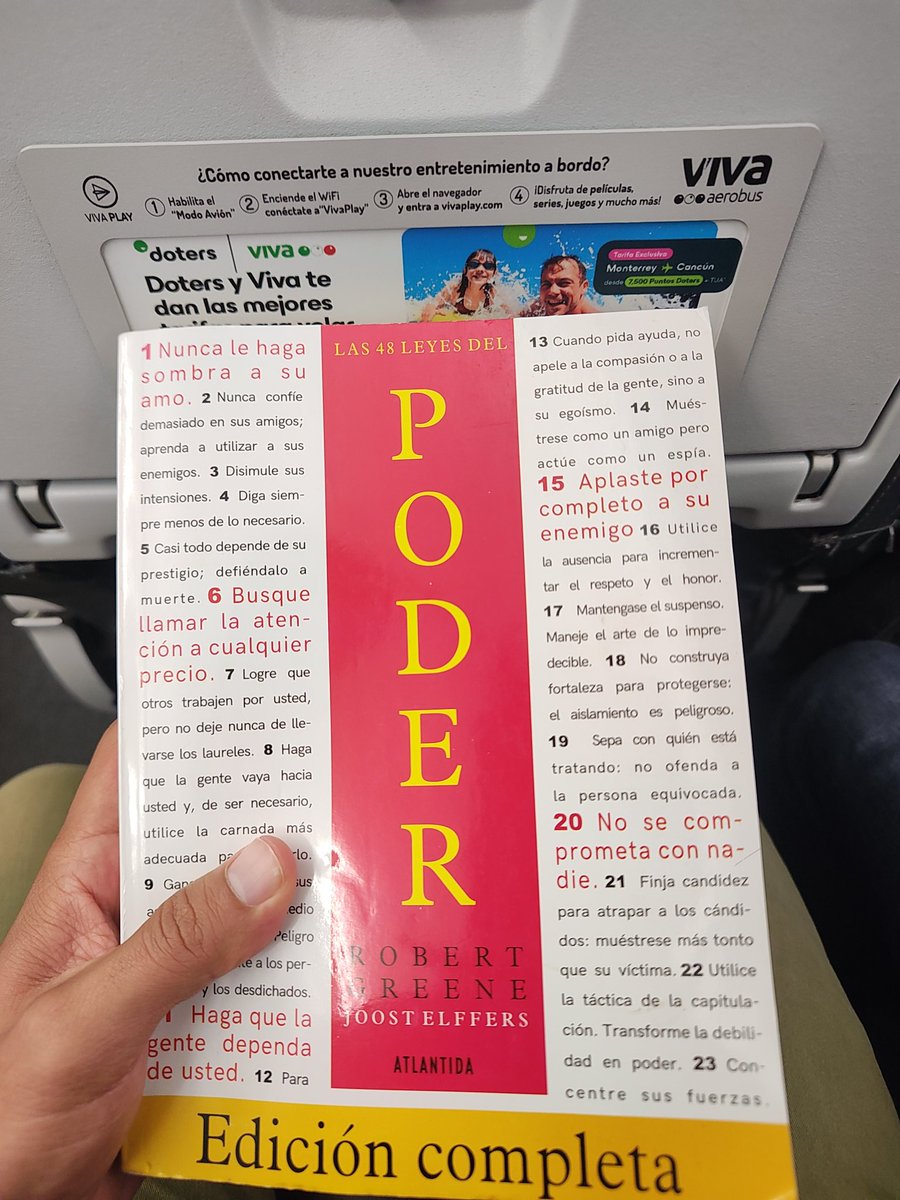 ¿Cómo conectarte a nuestro entretenimiento a bordo?
VIVA PLAY
1 Habilita el
"Modo Avión"
2 Enciende el WiFi
conéctate a "VivaPlay"
3 Abre el navegador
y entra a vivaplay.com
4 ¡Disfruta de películas,
series, juegos y mucho más!
VIVA
aerobus
doters
VIVA
Doters y Viva te
dan las mejores
Tarifa Exclusiva
Monterrey Cancún
desde 7,500 Puntos Doters + TUA
1 Nunca le haga
sombra a su
amo. 2 Nunca confíe
demasiado en sus amigos;
aprenda a utilizar a sus
enemigos. 3 Disimule sus
intensiones. 4 Diga siem-
pre menos de lo necesario.
5 Casi todo depende de su
prestigio; defiéndalo a
muerte. 6 Busque
llamar la aten-
ción a cualquier
precio. 7 Logre que
otros trabajen por usted,
pero no deje nunca de lle-
varse los laureles. 8 Haga
que la gente vaya hacia
usted y, de ser necesario,
utilice la carnada más
adecuada
9
a los per-
y los desdichados.
Haga que la
gente dependa
de usted. 12 Para
LAS 48 LEYES DEL
PODER
ROBERT
GREENE
JOOST ELFFERS
ATLANTIDA
13 Cuando pida ayuda, no
apele a la compasión o a la
gratitud de la gente, sino a
su egoísmo. 14 Mués-
trese como un amigo pero
actúe como un espía.
15 Aplaste por
completo a su
enemigo 16 Utilice
la ausencia para incremen-
tar el respeto y el honor.
17 Mantengase el suspenso.
Maneje el arte de lo impre-
decible. 18 No construya
fortaleza para protegerse:
el aislamiento es peligroso.
19 Sepa con quién está
tratando: no ofenda a
la persona equivocada.
20 No se com-
prometa con na-
die. 21 Finja candidez
para atrapar a los cándi-
dos: muéstrese más tonto
que su víctima. 22 Utilice
la táctica de la capitula-
ción. Transforme la debili-
dad en poder. 23 Con-
centre sus fuerzas.
Edición completa